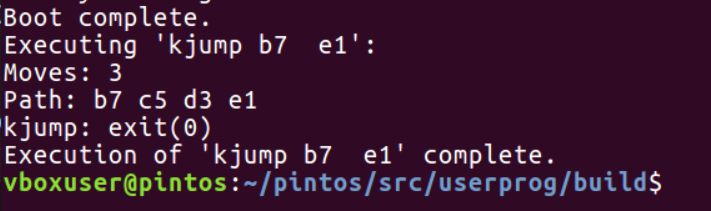 Boot complete.
Executing 'kjump b7  e1':
Moves: 3
Path: b7 c5 d3 e1
kjump: exit(0)
Execution of 'kjump b7  e1' complete.
vboxuser@pintos:~/pintos/src/userprog/build$